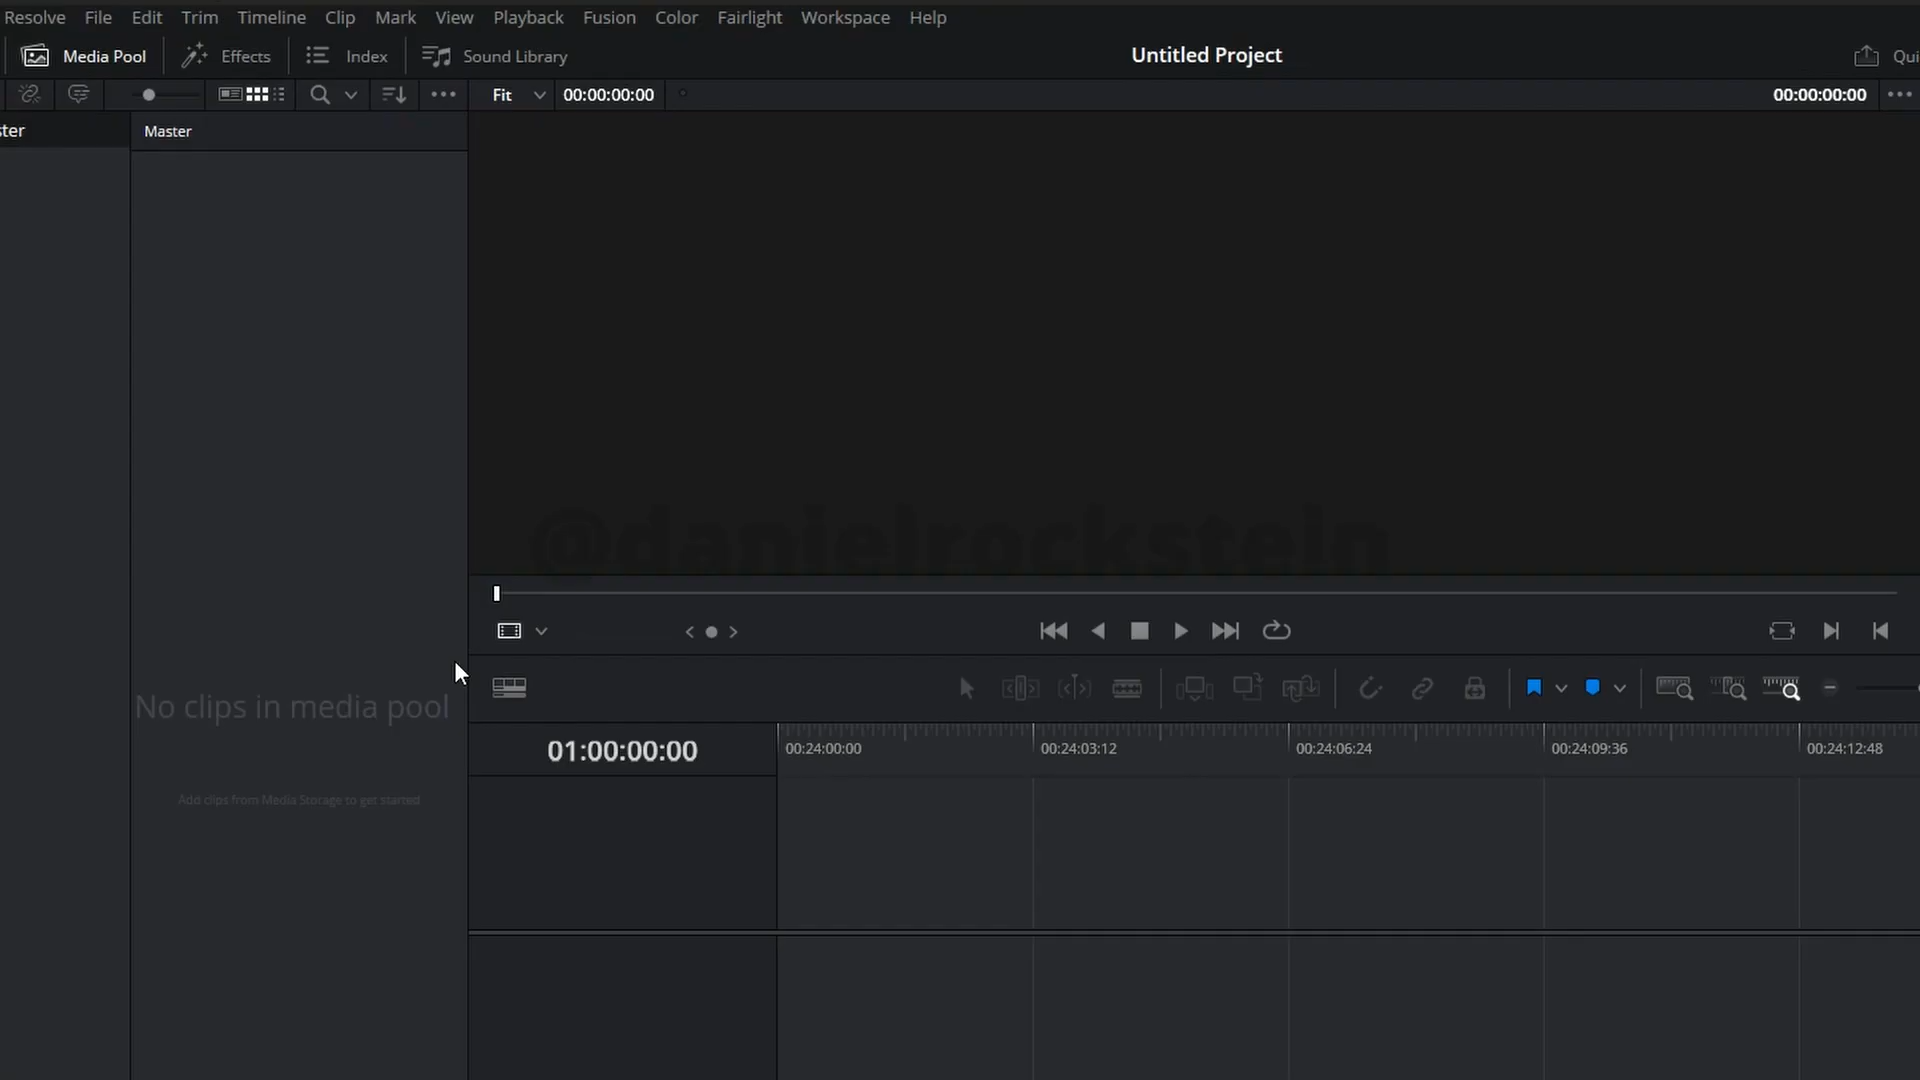 Resolve File Edit Trim Timeline Clip Mark View Playback Fusion Color Fairlight Workspace Help
Media Pool Effects Index Sound Library Untitled Project Qui
Fit 00:00:00:00 00:00:00:00
ster Master
@danielrockstein
No clips in media pool
01:00:00:00 00:24:00:00 00:24:03:12 00:24:06:24 00:24:09:36 00:24:12:48
Add clips from Media Storage to get started